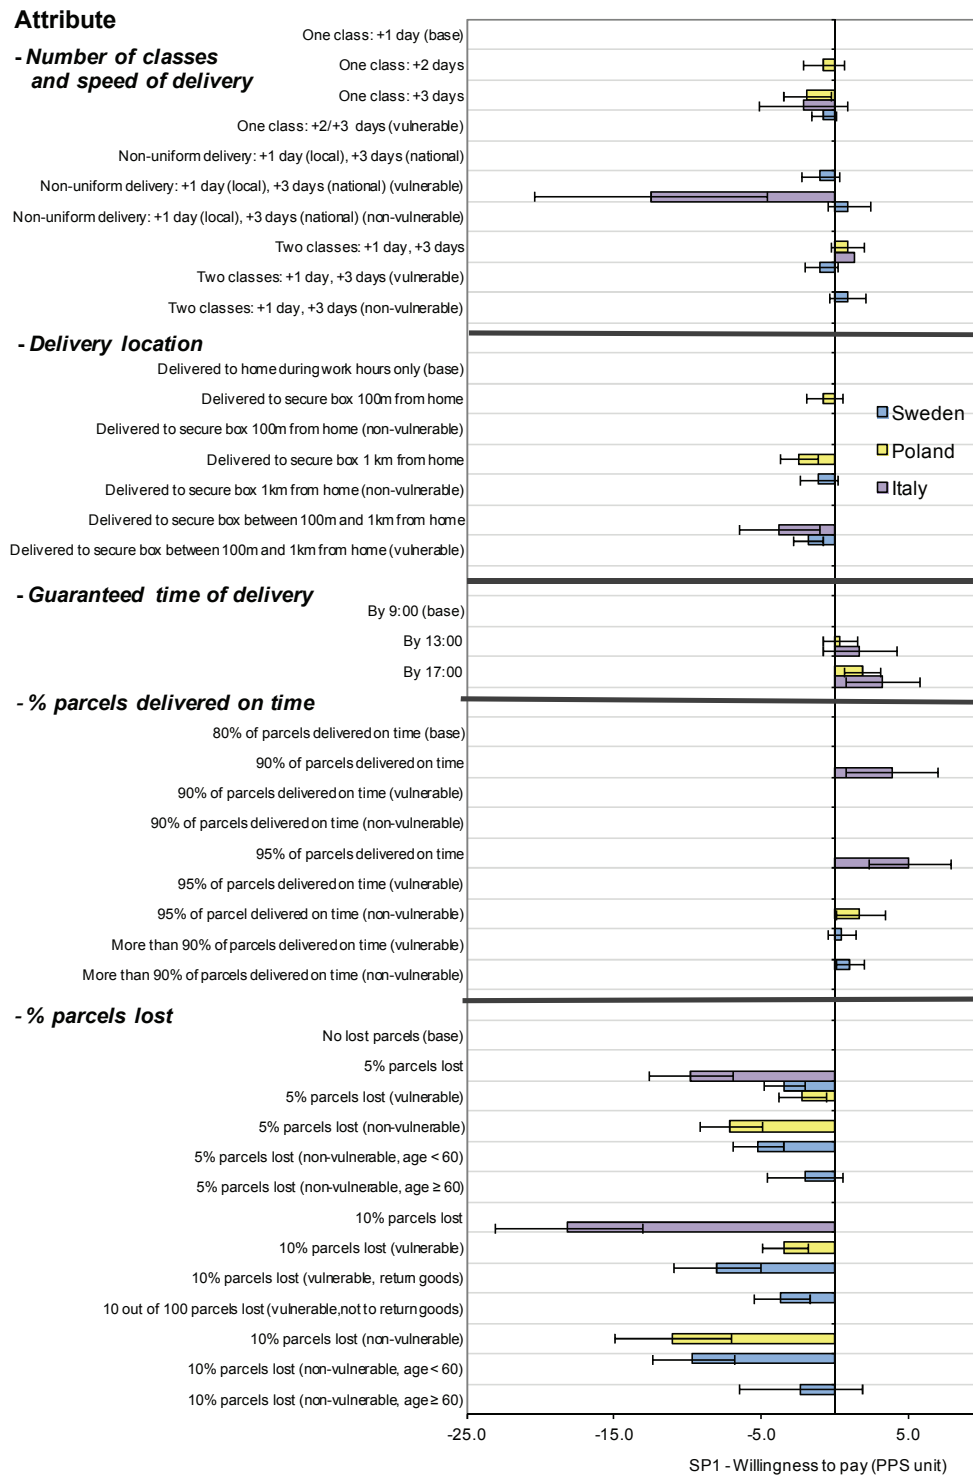 Attribute
- Number of classes
and speed of delivery
One class: +1 day (base)
One class: +2 days
One class: +3 days
One class: +2/+3 days (vulnerable)
Non-uniform delivery: +1 day (local), +3 days (national)
Non-uniform delivery: +1 day (local), +3 days (national) (vulnerable)
Non-uniform delivery: +1 day (local), +3 days (national) (non-vulnerable)
Two classes: +1 day, +3 days
Two classes: +1 day, +3 days (vulnerable)
Two classes: +1 day, +3 days (non-vulnerable)
- Delivery location
Delivered to home during work hours only (base)
Delivered to secure box 100m from home
Delivered to secure box 100m from home (non-vulnerable)
Delivered to secure box 1 km from home
Delivered to secure box 1km from home (non-vulnerable)
Delivered to secure box between 100m and 1km from home
Delivered to secure box between 100m and 1km from home (vulnerable)
Sweden
Poland
Italy
- Guaranteed time of delivery
By 9:00 (base)
By 13:00
By 17:00
- % parcels delivered on time
80% of parcels delivered on time (base)
90% of parcels delivered on time
90% of parcels delivered on time (vulnerable)
90% of parcels delivered on time (non-vulnerable)
95% of parcels delivered on time
95% of parcels delivered on time (vulnerable)
95% of parcel delivered on time (non-vulnerable)
More than 90% of parcels delivered on time (vulnerable)
More than 90% of parcels delivered on time (non-vulnerable)
- % parcels lost
No lost parcels (base)
5% parcels lost
5% parcels lost (vulnerable)
5% parcels lost (non-vulnerable)
5% parcels lost (non-vulnerable, age < 60)
5% parcels lost (non-vulnerable, age ≥ 60)
10% parcels lost
10% parcels lost (vulnerable)
10% parcels lost (vulnerable, return goods)
10 out of 100 parcels lost (vulnerable,not to return goods)
10% parcels lost (non-vulnerable)
10% parcels lost (non-vulnerable, age < 60)
10% parcels lost (non-vulnerable, age ≥ 60)
-25.0 -15.0 -5.0 5.0
SP1 - Willingness to pay (PPS unit)